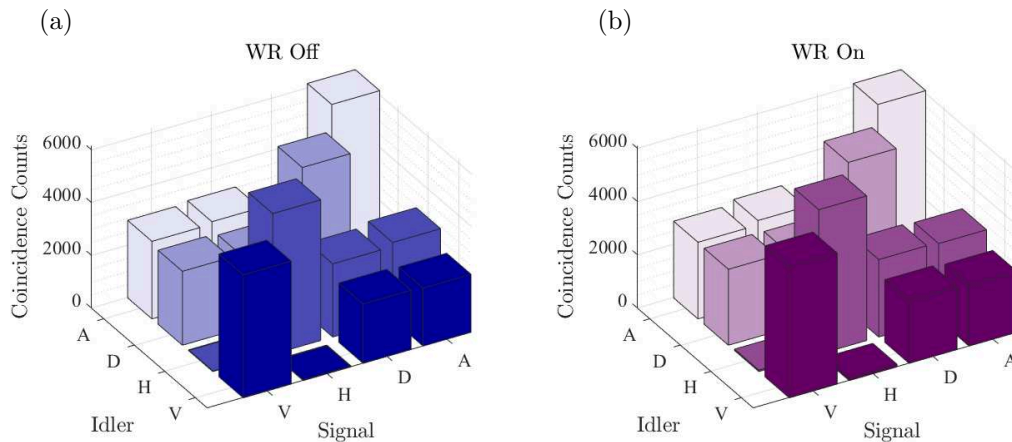 (a)
WR Off
Coincidence Counts
6000
4000
2000
0
A
D
H
V
Idler
V
H
D
A
Signal
(b)
WR On
Coincidence Counts
6000
4000
2000
0
A
D
H
V
Idler
V
H
D
A
Signal